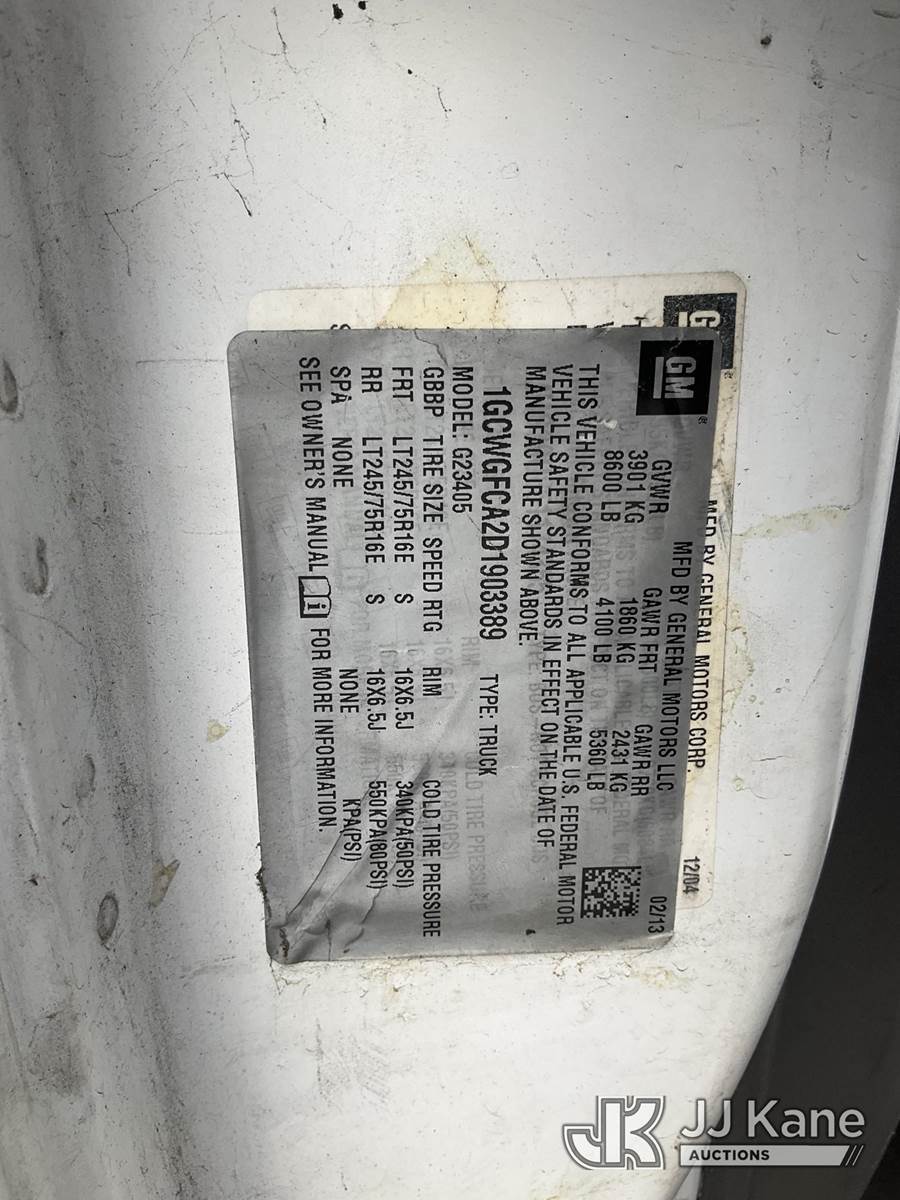 GM
MFD BY GENERAL MOTORS CORP. 12/04
MFD BY GENERAL MOTORS LLC 02/13
GVWR GAWR FRT GAWR RR
3901 KG 1860 KG 2431 KG
8600 LB 4100 LB 5360 LB
THIS VEHICLE CONFORMS TO ALL APPLICABLE U.S. FEDERAL MOTOR
VEHICLE SAFETY STANDARDS IN EFFECT ON THE DATE OF
MANUFACTURE SHOWN ABOVE.
1GCWGFCA2D1903389 TYPE: TRUCK
MODEL: G23405
GBBP TIRE SIZE SPEED RTG RIM COLD TIRE PRESSURE
FRT LT245/75R16E S 16X6.5J 340KPA(50PSI)
RR LT245/75R16E S 16X6.5J 550KPA(80PSI)
SPA NONE NONE KPA(PSI)
SEE OWNER'S MANUAL FOR MORE INFORMATION.
JK JJ Kane
AUCTIONS